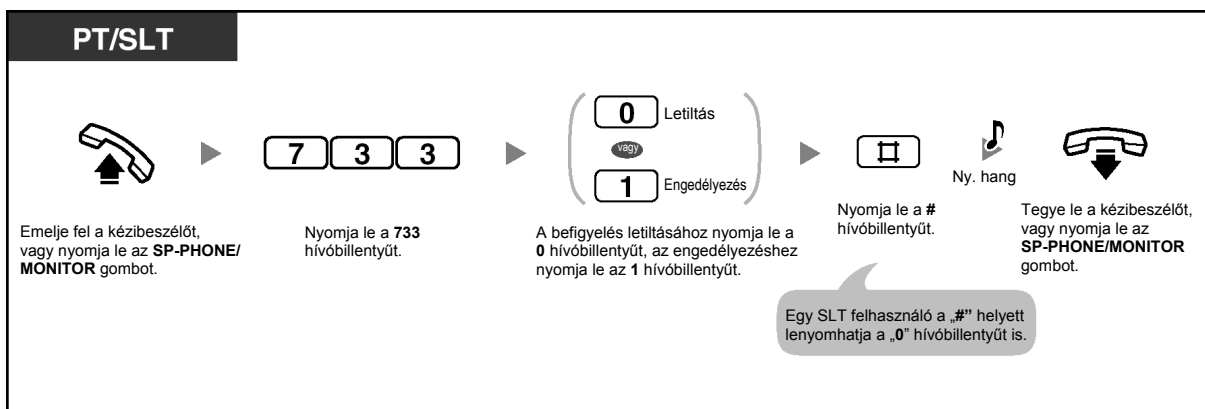 PT/SLT
7 3 3
0 Letiltás
vagy
1 Engedélyezés
#
Ny. hang
Emelje fel a kézibeszélőt,
vagy nyomja le az SP-PHONE/
MONITOR gombot.
Nyomja le a 733
hívóbillentyűt.
A befigyelés letiltásához nyomja le a
0 hívóbillentyűt, az engedélyezéshez
nyomja le az 1 hívóbillentyűt.
Nyomja le a #
hívóbillentyűt.
Tegye le a kézibeszélőt,
vagy nyomja le az
SP-PHONE/MONITOR
gombot.
Egy SLT felhasználó a „#” helyett
lenyomhatja a „0” hívóbillentyűt is.